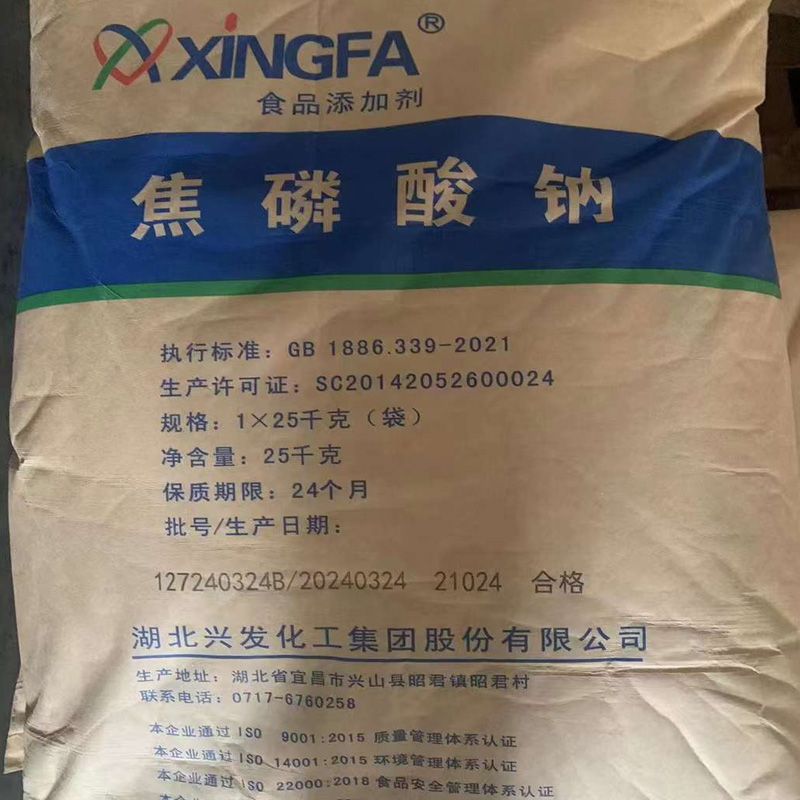 XINGFA®
食品添加剂
焦磷酸钠
执行标准：GB 1886.339-2021
生产许可证：SC20142052600024
规格：1×25千克（袋）
净含量：25千克
保质期限：24个月
批号/生产日期：
127240324B/20240324 21024 合格
湖北兴发化工集团股份有限公司
生产地址：湖北省宜昌市兴山县昭君镇昭君村
联系电话：0717-6760258
本企业通过ISO 9001:2015 质量管理体系认证
本企业通过ISO 14001:2015 环境管理体系认证
本企业通过ISO 22000:2018 食品安全管理体系认证